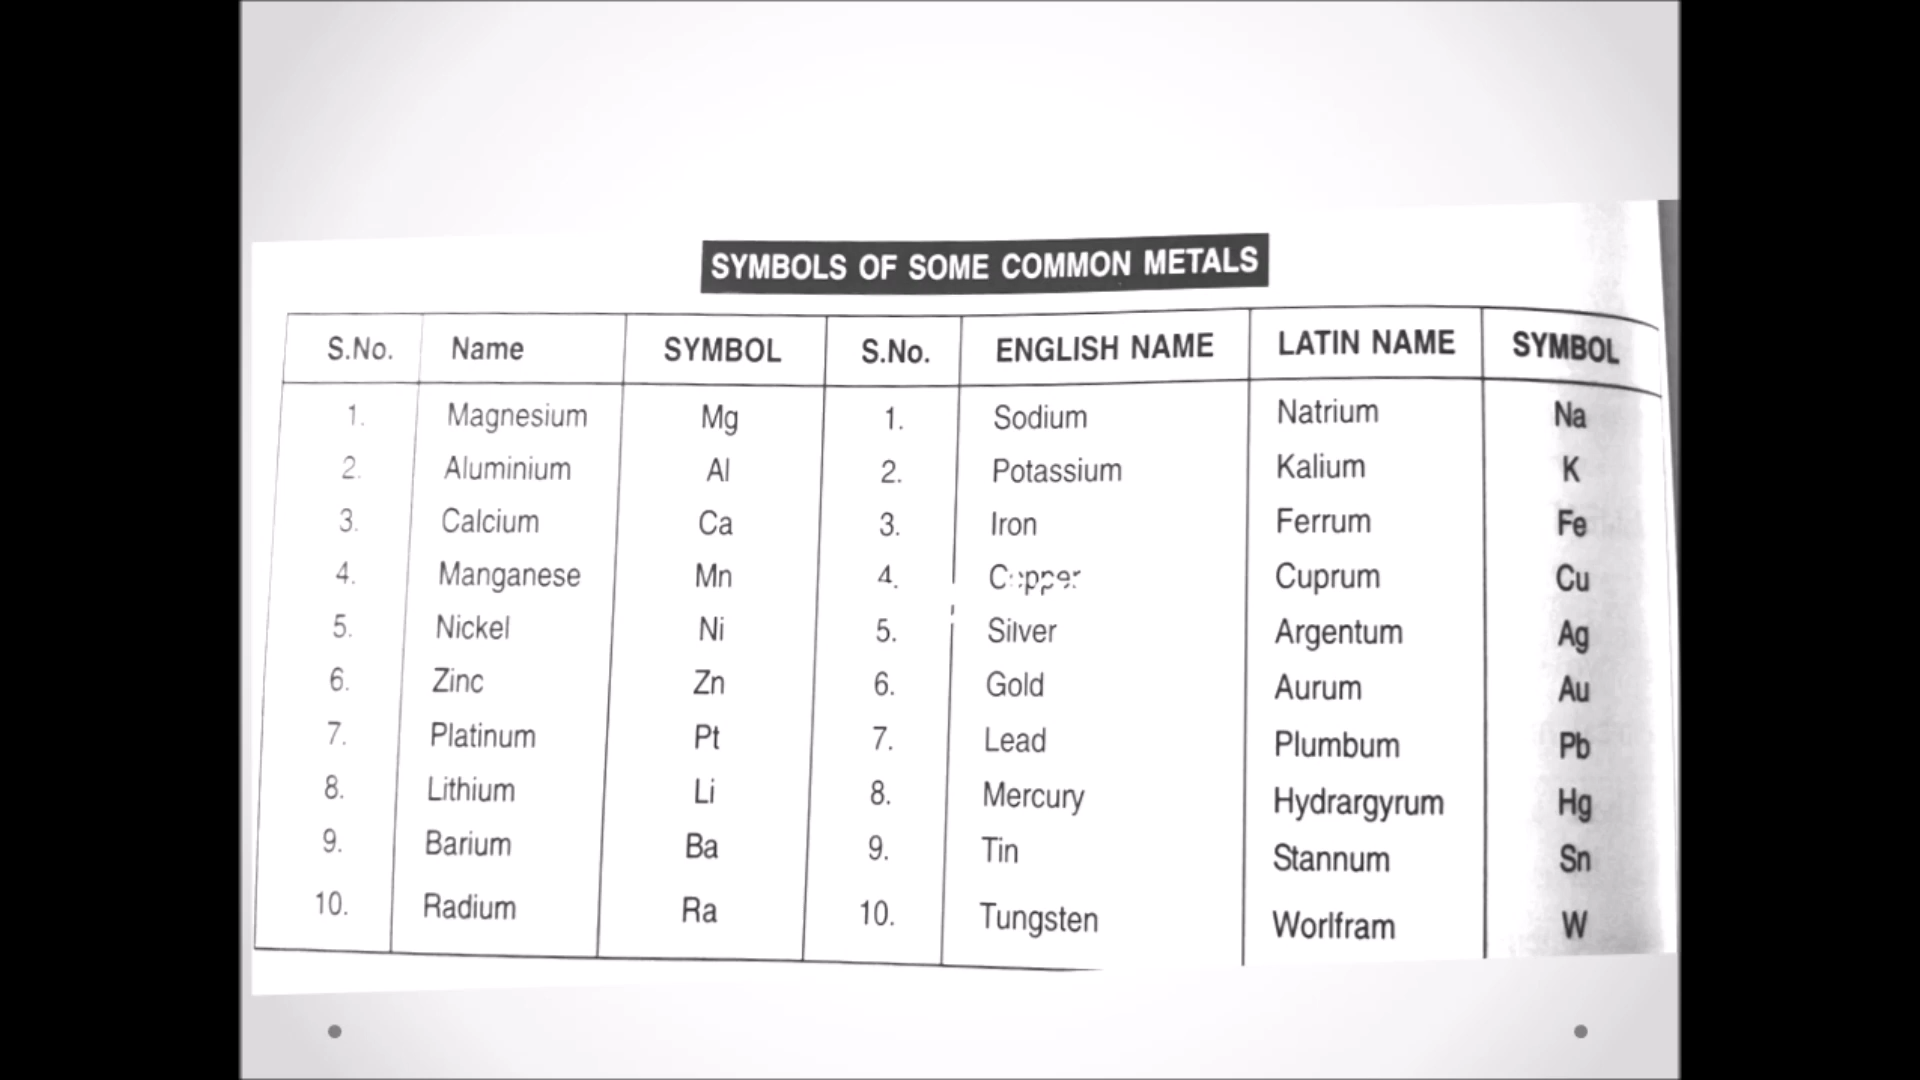 SYMBOLS OF SOME COMMON METALS
S.No. Name SYMBOL S.No. ENGLISH NAME LATIN NAME SYMBOL
1. Magnesium Mg 1. Sodium Natrium Na
2. Aluminium Al 2. Potassium Kalium K
3. Calcium Ca 3. Iron Ferrum Fe
4. Manganese Mn 4. Copper Cuprum Cu
5. Nickel Ni 5. Silver Argentum Ag
6. Zinc Zn 6. Gold Aurum Au
7. Platinum Pt 7. Lead Plumbum Pb
8. Lithium Li 8. Mercury Hydrargyrum Hg
9. Barium Ba 9. Tin Stannum Sn
10. Radium Ra 10. Tungsten Worlfram W